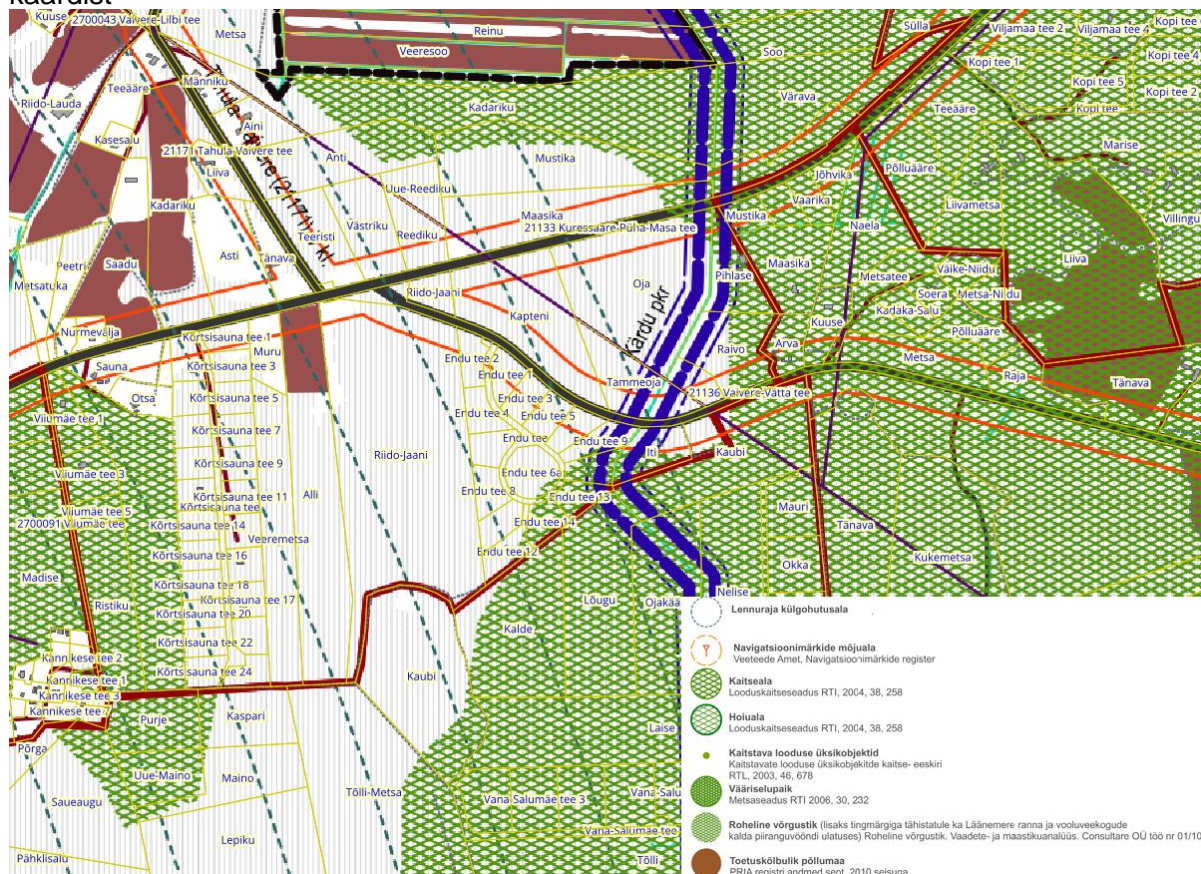 kaardist
Kuuse
2700043 Vaivere-Lilbi tee
Metsa
Reinu
Veeresoo
Soo
Sülla
Viljamaa tee 2
Viljamaa tee 4
Kopi tee
Kopi tee 1
Kopi tee 4
Kopi tee 5
Kopi tee 2
Kopi tee
Männiku
Teeääre
Riido-Lauda
Kadariku
Värava
Teeääre
Aini
Kasesalu
21171 Tahula-Vaivere tee
Liiva
Anti
Mustika
Marise
Põlluääre
Jõhvika
Uue-Reediku
Kadariku
Vaarika
Liivametsa
Villingu
Maasika
Mustika
Västriku
Reediku
21133 Kuressaare-Püha-Masa tee
Naela
Teeristi
Asti
Tänava
Peetri
Saadu
Maasika
Liiva
Pihlase
Metsatee
Väike-Niidu
Metsatuka
Oja
Riido-Jaani
Soera
Metsa-Niidu
Kadaka-Salu
Kapteni
Kuuse
Põlluääre
Nurmevälja
Kõrtsisauna tee 1
Kärdu pkr
Muru
Raivo
Arva
Endu tee 2
Metsa
Sauna
Kõrtsisauna tee 3
Endu tee 1
Raja
Tammeoja
Tänava
Otsa
Kõrtsisauna tee 5
Endu tee 3
21136 Vaivere-Vatta tee
Endu tee 4
Endu tee 5
Viiumäe tee 1
Kõrtsisauna tee 7
Endu tee
Endu tee 9
Iti
Kaubi
Riido-Jaani
Kõrtsisauna tee 9
Viiumäe tee 3
Endu tee 6a
Alli
Endu tee 8
Endu tee 13
Kõrtsisauna tee 11
Kõrtsisauna tee
Mauri
Viiumäe tee 5
2700091 Viiumäe tee
Kõrtsisauna tee 14
Endu tee 14
Tänava
Veeremetsa
Kõrtsisauna tee 16
Endu tee 12
Kukemetsa
Okka
Madise
Kõrtsisauna tee 18
Nelise
Ristiku
Kõrtsisauna tee 17
Lõugu
Ojakaa
Kõrtsisauna tee 20
Kalde
Kõrtsisauna tee 22
Kannikese tee 2
Kõrtsisauna tee 24
Kaubi
Kannikese tee 1
Kannikese tee 3
Kannikese tee 7
Purje
Kaspari
Laise
Põrga
Uue-Maino
Maino
Tõlli-Metsa
Saueaugu
Vana-Salumäe tee 3
Vana-Salu
Vana-Salumäe tee
Lepiku
Pähklisalu
Tõlli
Lennuraja külgohutusala
Navigatsioonimärkide mõjuala
Veeteede Amet, Navigatsioonimärkide register
Kaitseala
Looduskaitseseadus RTI, 2004, 38, 258
Hoiuala
Looduskaitseseadus RTI, 2004, 38, 258
Kaitstava looduse üksikobjektid
Kaitstavate looduse üksikobjektide kaitse- eeskiri
RTL, 2003, 46, 678
Vääriselupaik
Metsaseadus RTI 2006, 30, 232
Roheline võrgustik (lisaks tingmärgiga tähistatule ka Läänemere ranna ja vooluveekogude
kalda piiranguvööndi ulatuses) Roheline võrgustik. Vaadete- ja maastikuanalüüs. Consultare OÜ töö nr 01/10
Toetuskõlbulik põllumaa
PRIA registri andmed sept. 2010 seisuga